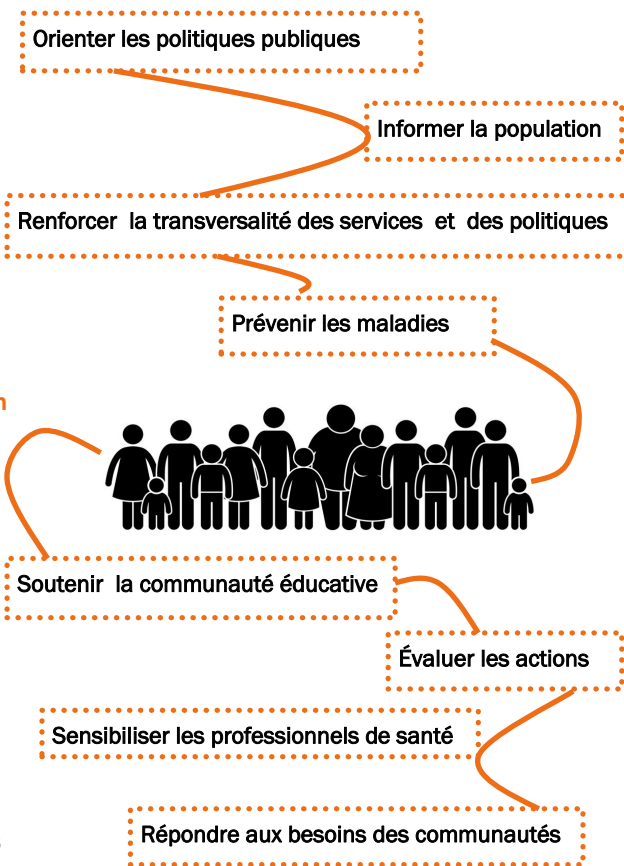 Orienter les politiques publiques
Informer la population
Renforcer la transversalité des services et des politiques
Prévenir les maladies
Soutenir la communauté éducative
Évaluer les actions
Sensibiliser les professionnels de santé
Répondre aux besoins des communautés